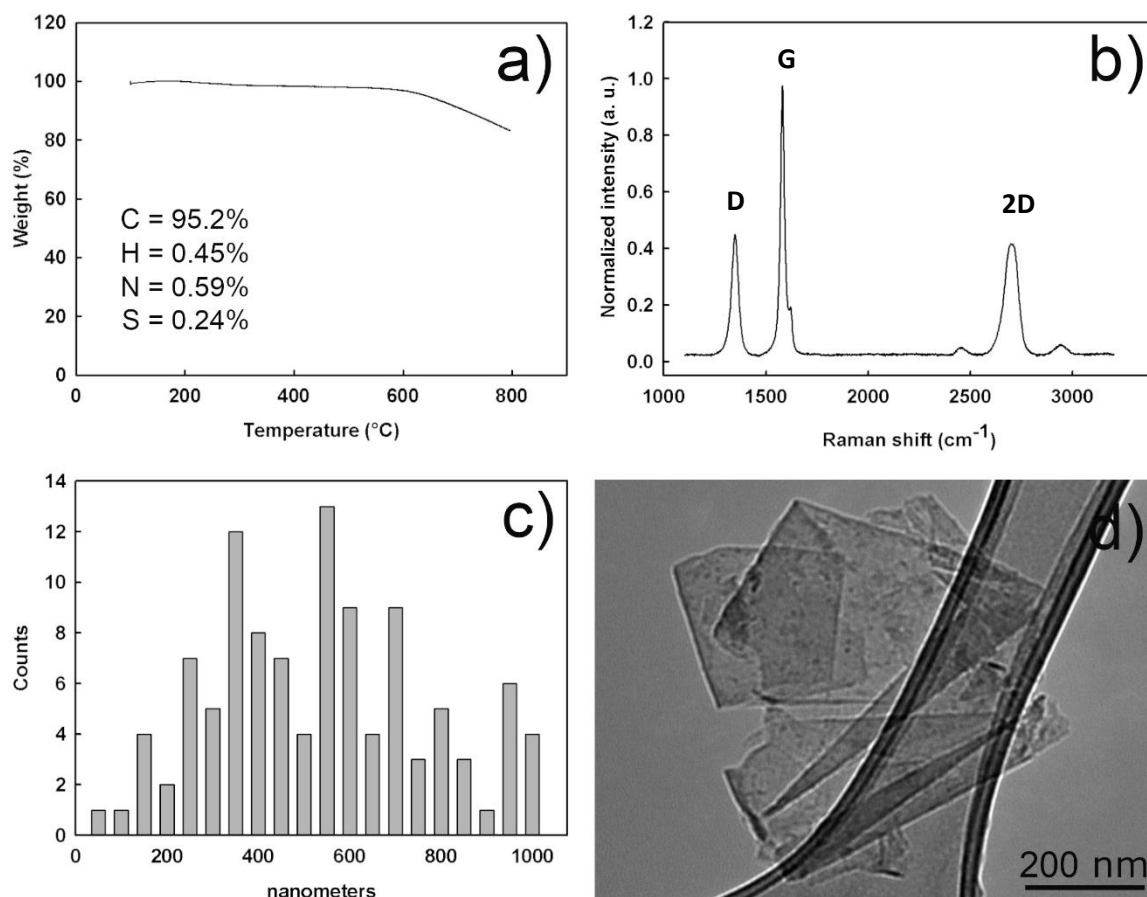 a)
120
100
80
60
40
20
0
Weight (%)
C = 95.2%
H = 0.45%
N = 0.59%
S = 0.24%
0 200 400 600 800
Temperature (°C)
b)
1.2
1.0
0.8
0.6
0.4
0.2
0.0
Normalized intensity (a. u.)
D
G
2D
1000 1500 2000 2500 3000
Raman shift (cm⁻¹)
c)
14
12
10
8
6
4
2
0
Counts
0 200 400 600 800 1000
nanometers
d)
200 nm